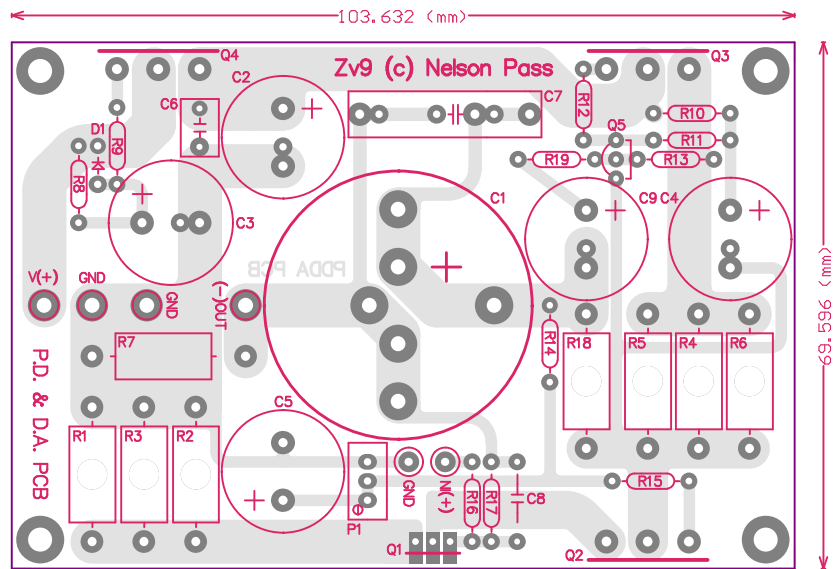 103.632 (mm)
Q4
Q3
Zv9 (c) Nelson Pass
C2
C6
C7
R12
R10
D1
Q5
R11
R9
R19
R13
R8
C3
C1
C9
C4
PDDA PCB
V(+)
GND
GND
(-)OUT
69.596 (mm)
R7
R14
R18
R5
R4
R6
P.D. & D.A. PCB
C5
R1
R3
R2
GND
IN(+)
R16
R17
C8
R15
P1
Q1
Q2